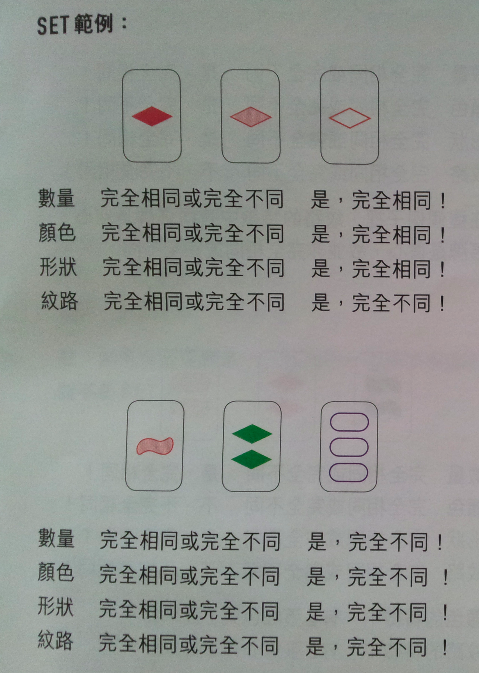 SET 範例：
數量 完全相同或完全不同 是，完全相同！
顏色 完全相同或完全不同 是，完全相同！
形狀 完全相同或完全不同 是，完全相同！
紋路 完全相同或完全不同 是，完全不同！
數量 完全相同或完全不同 是，完全不同！
顏色 完全相同或完全不同 是，完全不同！
形狀 完全相同或完全不同 是，完全不同！
紋路 完全相同或完全不同 是，完全不同！